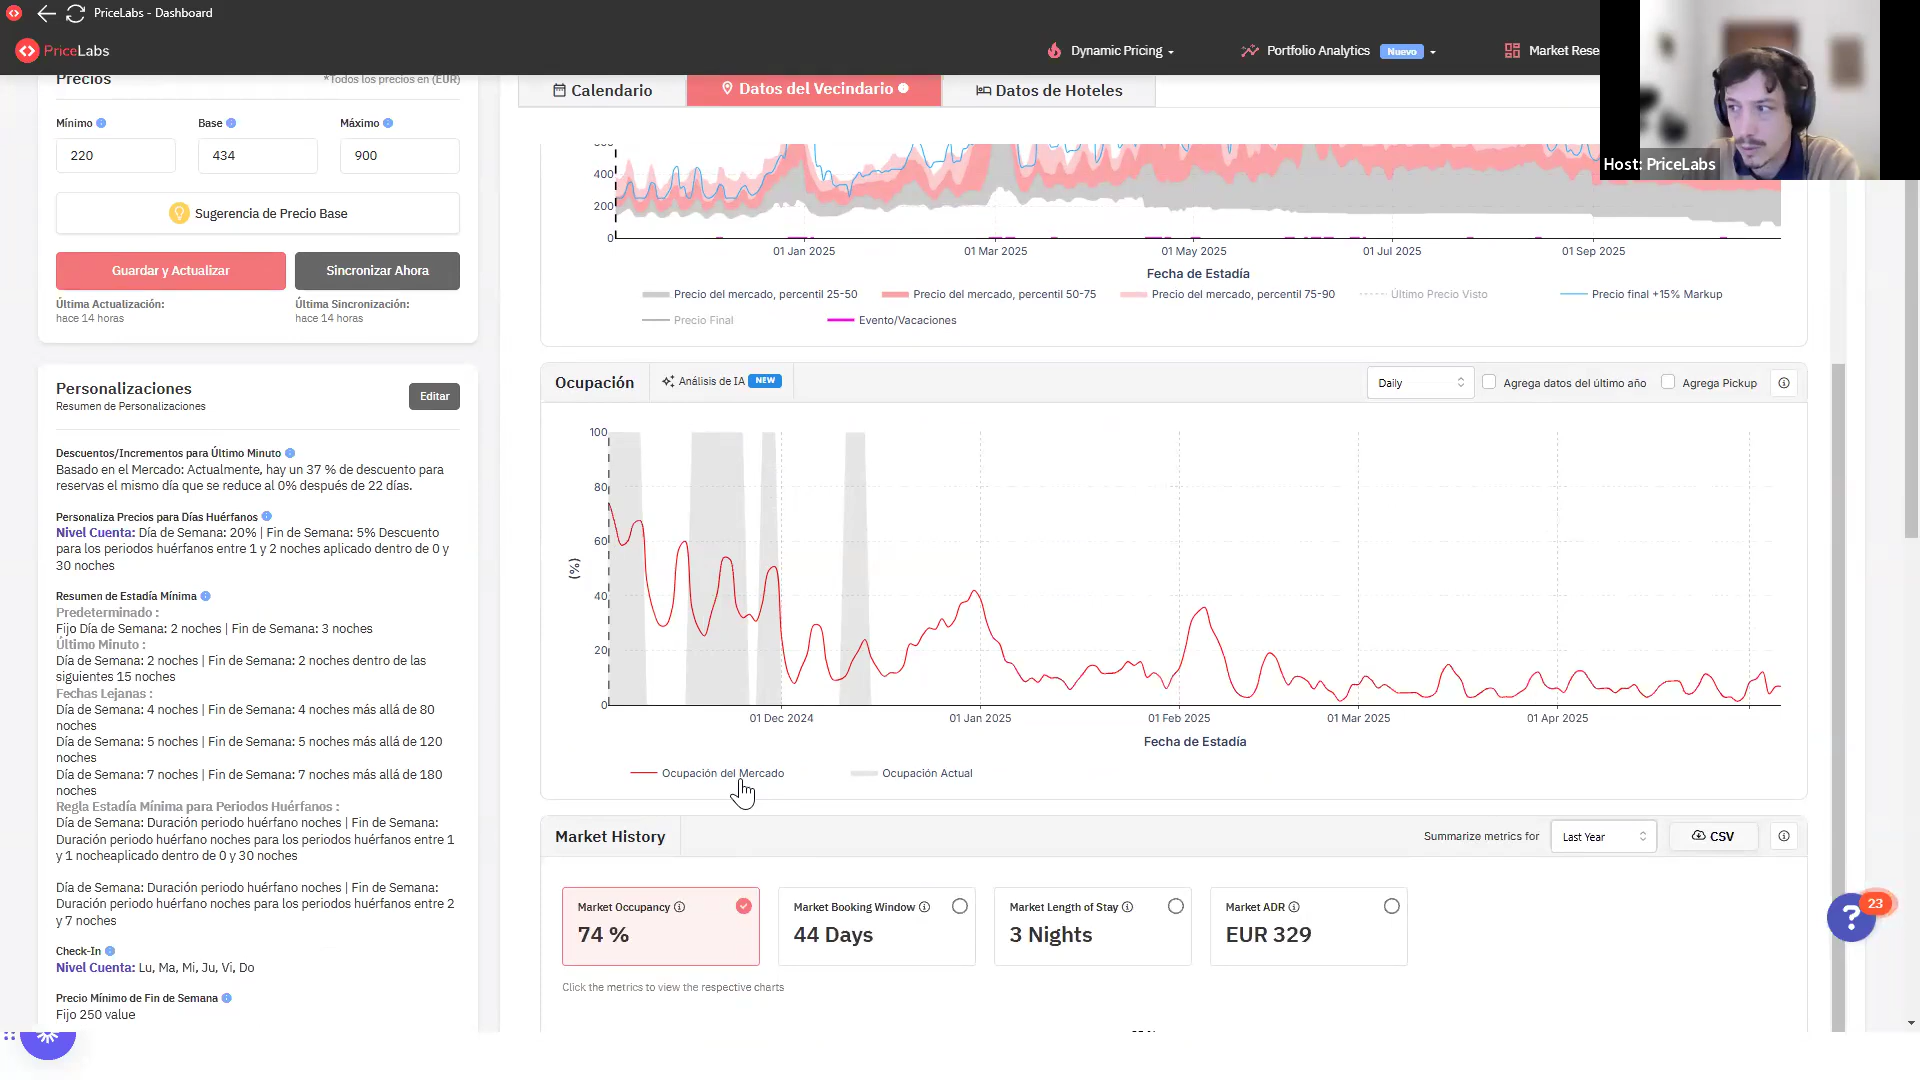 PriceLabs - Dashboard
PriceLabs
Dynamic Pricing
Portfolio Analytics
Nuevo
Market Rese
Host: PriceLabs
Precios
*Todos los precios en (EUR)
Mínimo
Base
Máximo
220
434
900
Sugerencia de Precio Base
Guardar y Actualizar
Sincronizar Ahora
Última Actualización:
hace 14 horas
Última Sincronización:
hace 14 horas
Personalizaciones
Resumen de Personalizaciones
Editar
Descuentos/Incrementos para Último Minuto
Basado en el Mercado: Actualmente, hay un 37 % de descuento para
reservas el mismo día que se reduce al 0% después de 22 días.
Personaliza Precios para Días Huérfanos
Nivel Cuenta: Día de Semana: 20% | Fin de Semana: 5% Descuento
para los periodos huérfanos entre 1 y 2 noches aplicado dentro de 0 y
30 noches
Resumen de Estadía Mínima
Predeterminado :
Fijo Día de Semana: 2 noches | Fin de Semana: 3 noches
Último Minuto :
Día de Semana: 2 noches | Fin de Semana: 2 noches dentro de las
siguientes 15 noches
Fechas Lejanas :
Día de Semana: 4 noches | Fin de Semana: 4 noches más allá de 80
noches
Día de Semana: 5 noches | Fin de Semana: 5 noches más allá de 120
noches
Día de Semana: 7 noches | Fin de Semana: 7 noches más allá de 180
noches
Regla Estadía Mínima para Periodos Huérfanos :
Día de Semana: Duración periodo huérfano noches | Fin de Semana:
Duración periodo huérfano noches para los periodos huérfanos entre 1
y 1 nocheaplicado dentro de 0 y 30 noches
Día de Semana: Duración periodo huérfano noches | Fin de Semana:
Duración periodo huérfano noches para los periodos huérfanos entre 2
y 7 noches
Check-In
Nivel Cuenta: Lu, Ma, Mi, Ju, Vi, Do
Precio Mínimo de Fin de Semana
Fijo 250 value
Calendario
Datos del Vecindario
Datos de Hoteles
400
200
0
01 Jan 2025
01 Mar 2025
01 May 2025
01 Jul 2025
01 Sep 2025
Fecha de Estadía
Precio del mercado, percentil 25-50
Precio del mercado, percentil 50-75
Precio del mercado, percentil 75-90
Último Precio Visto
Precio final +15% Markup
Precio Final
Evento/Vacaciones
Ocupación
Análisis de IA
NEW
Daily
Agrega datos del último año
Agrega Pickup
100
80
60
40
20
0
(%)
01 Dec 2024
01 Jan 2025
01 Feb 2025
01 Mar 2025
01 Apr 2025
Fecha de Estadía
Ocupación del Mercado
Ocupación Actual
Market History
Summarize metrics for
Last Year
CSV
Market Occupancy
74 %
Market Booking Window
44 Days
Market Length of Stay
3 Nights
Market ADR
EUR 329
Click the metrics to view the respective charts
?
23